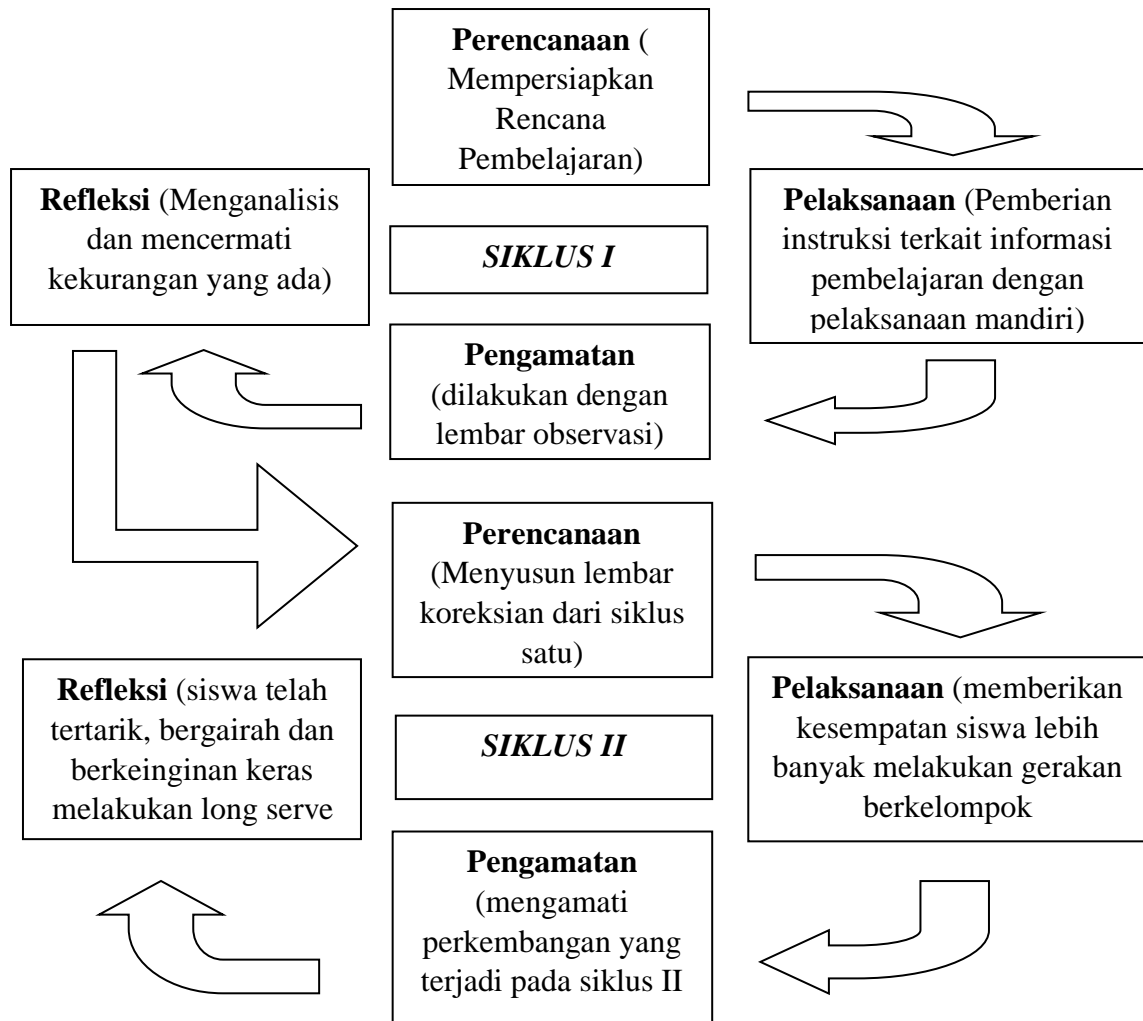 Perencanaan (
Mempersiapkan
Rencana
Pembelajaran)
Refleksi (Menganalisis
dan mencermati
kekurangan yang ada)
SIKLUS I
Pelaksanaan (Pemberian
instruksi terkait informasi
pembelajaran dengan
pelaksanaan mandiri)
Pengamatan
(dilakukan dengan
lembar observasi)
Perencanaan
(Menyusun lembar
koreksian dari siklus
satu)
Refleksi (siswa telah
tertarik, bergairah dan
berkeinginan keras
melakukan long serve
SIKLUS II
Pelaksanaan (memberikan
kesempatan siswa lebih
banyak melakukan gerakan
berkelompok
Pengamatan
(mengamati
perkembangan yang
terjadi pada siklus II